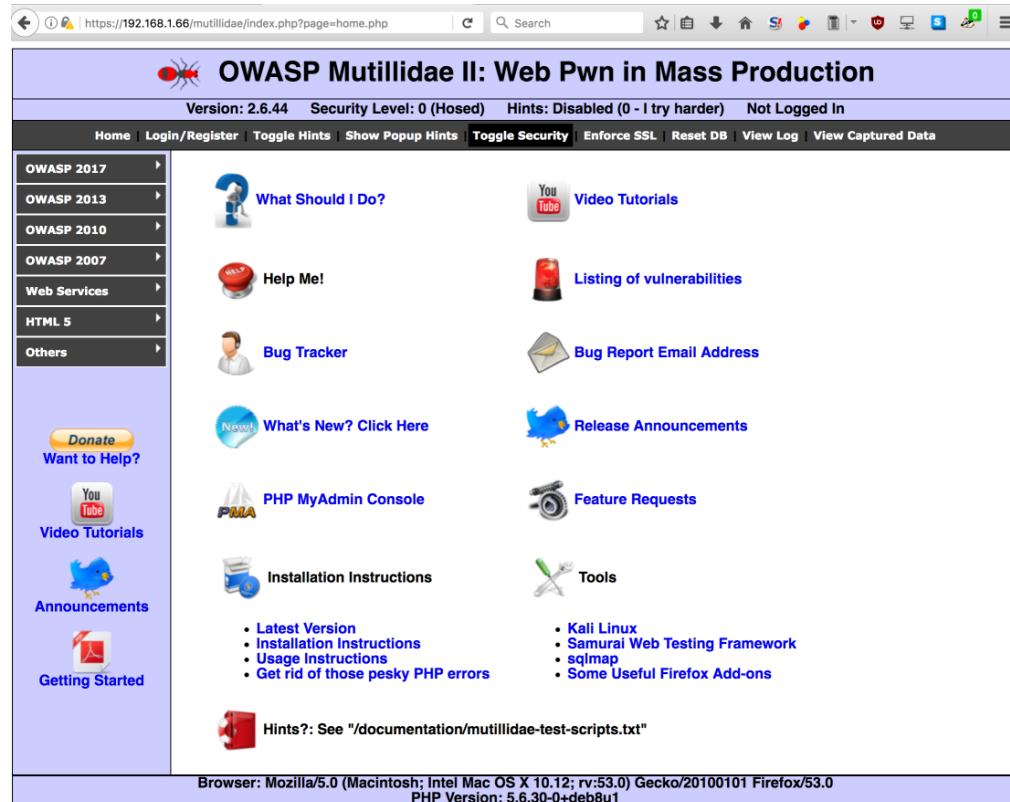 https://192.168.1.66/mutillidae/index.php?page=home.php
Search
0
OWASP Mutillidae II: Web Pwn in Mass Production
Version: 2.6.44 Security Level: 0 (Hosed) Hints: Disabled (0 - I try harder) Not Logged In
Home | Login/Register | Toggle Hints | Show Popup Hints | Toggle Security | Enforce SSL | Reset DB | View Log | View Captured Data
OWASP 2017
OWASP 2013
OWASP 2010
OWASP 2007
Web Services
HTML 5
Others
Donate
Want to Help?
You Tube
Video Tutorials
Announcements
Getting Started
What Should I Do?
You Tube
Video Tutorials
HELP
Help Me!
Listing of vulnerabilities
Bug Tracker
Bug Report Email Address
New!
What's New? Click Here
Release Announcements
PMA
PHP MyAdmin Console
Feature Requests
Installation Instructions
Tools
Latest Version
Installation Instructions
Usage Instructions
Get rid of those pesky PHP errors
Kali Linux
Samurai Web Testing Framework
sqlmap
Some Useful Firefox Add-ons
Hints?: See "/documentation/mutillidae-test-scripts.txt"
Browser: Mozilla/5.0 (Macintosh; Intel Mac OS X 10.12; rv:53.0) Gecko/20100101 Firefox/53.0
PHP Version: 5.6.30-0+deb8u1